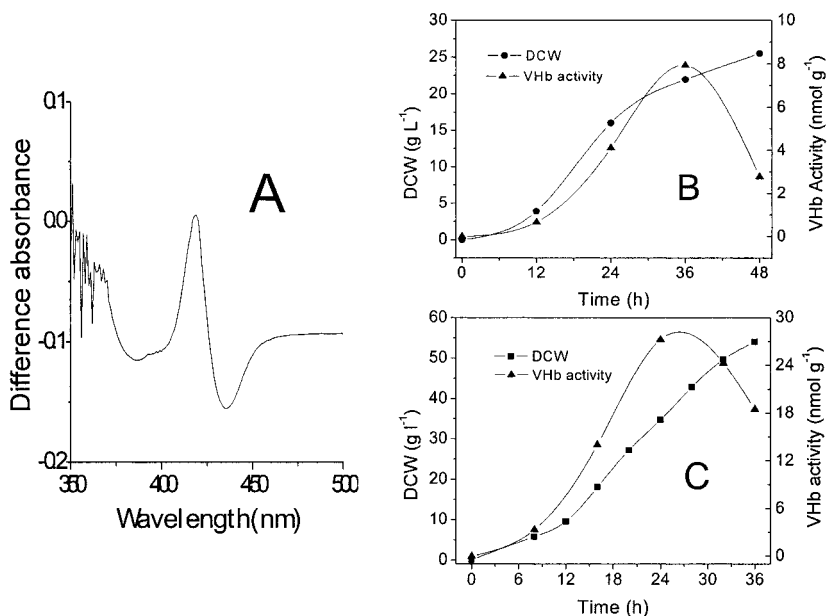 A
0.1
0.0
-0.1
-0.2
Difference absorbance
350 400 450 500
Wavelength(nm)
B
30
25
20
15
10
5
0
DCW (g L-1)
DCW
VHb activity
10
8
6
4
2
0
VHb Activity (nmol g-1)
0 12 24 36 48
Time (h)
C
60
50
40
30
20
10
0
DCW (g l-1)
DCW
VHb activity
30
24
18
12
6
0
VHb activity (nmol g-1)
0 6 12 18 24 30 36
Time (h)